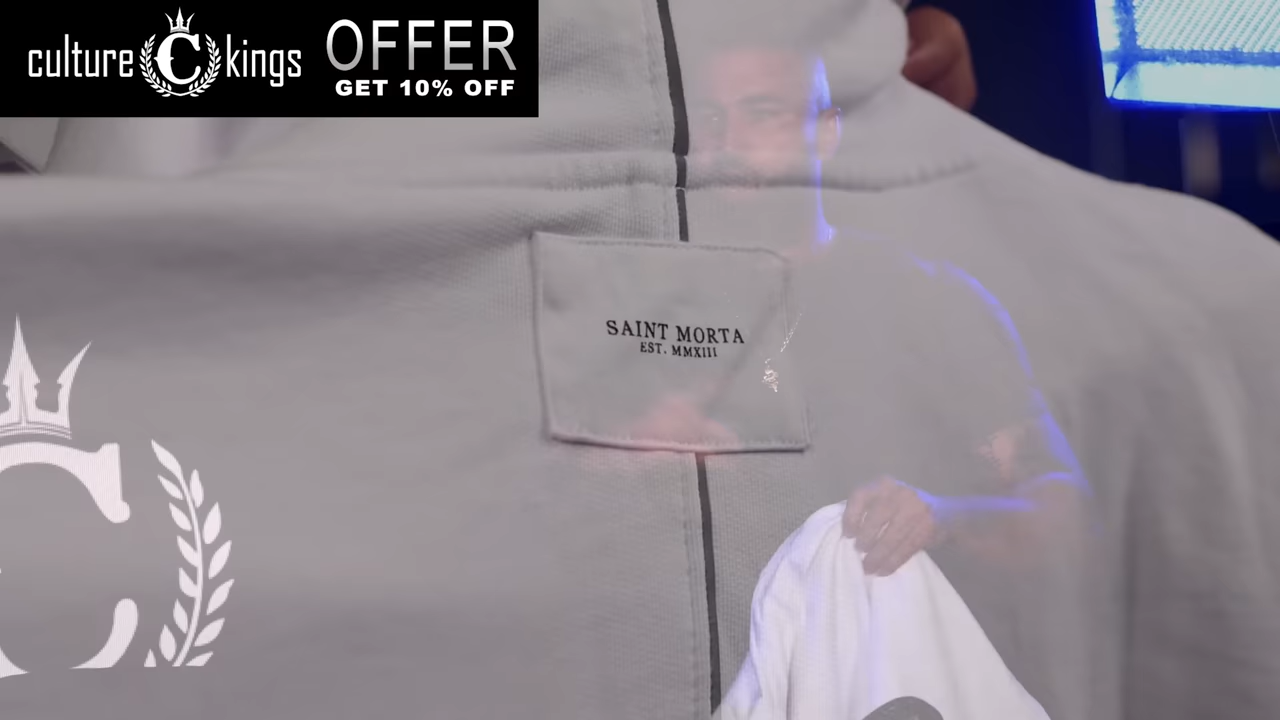 culture C kings
OFFER
GET 10% OFF
SAINT MORTA
EST. MMXIII
C